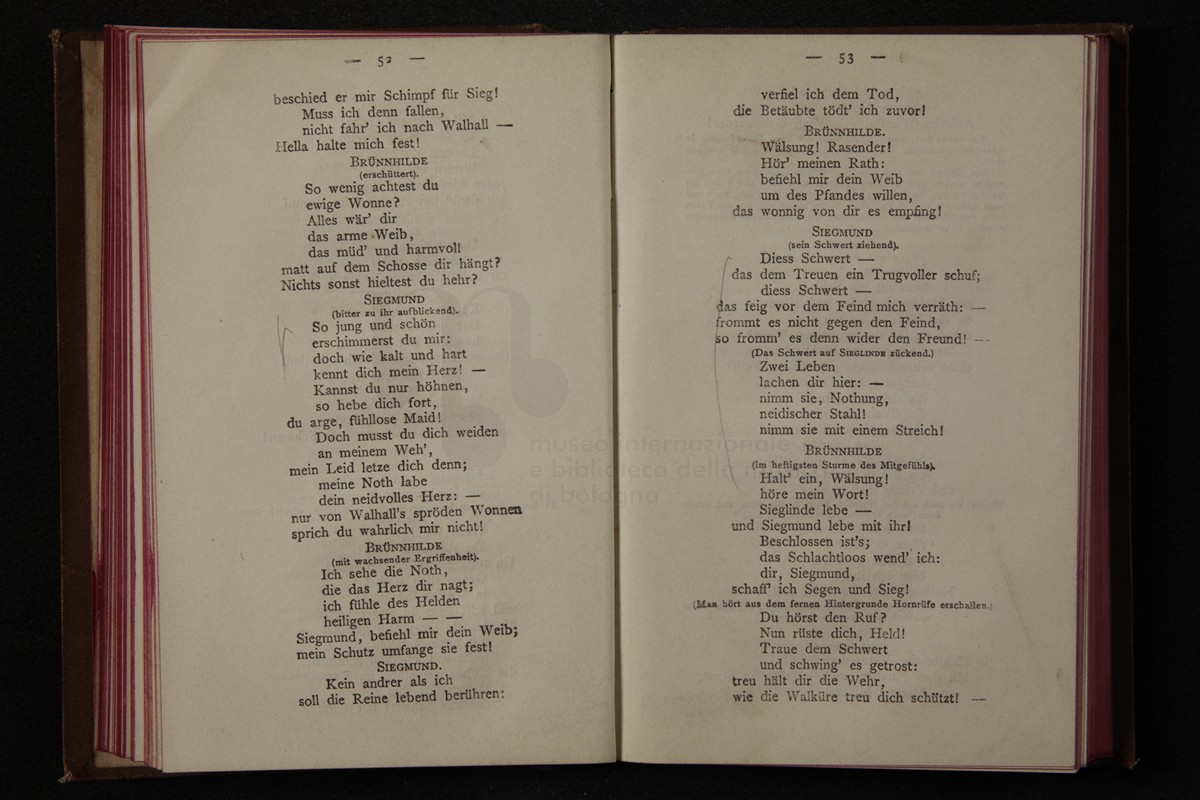 — 52 —
beschied er mir Schimpf für Sieg!
Muss ich denn fallen,
nicht fahr' ich nach Walhall —
Hella halte mich fest!
BRÜNNHILDE
(erschüttert).
So wenig achtest du
ewige Wonne?
Alles wär' dir
das arme Weib,
das müd' und harmvoll
matt auf dem Schosse dir hängt?
Nichts sonst hieltest du hehr?
SIEGMUND
(bitter zu ihr aufblickend).
So jung und schön
erschimmerst du mir:
doch wie kalt und hart
kennt dich mein Herz! —
Kannst du nur höhnen,
so hebe dich fort,
du arge, fühllose Maid!
Doch musst du dich weiden
an meinem Weh',
mein Leid letze dich denn;
meine Noth labe
dein neidvolles Herz: —
nur von Walhall's spröden Wonnen
sprich du wahrlich mir nicht!
BRÜNNHILDE
(mit wachsender Ergriffenheit).
Ich sehe die Noth,
die das Herz dir nagt;
ich fühle des Helden
heiligen Harm — —
Siegmund, befiehl mir dein Weib;
mein Schutz umfange sie fest!
SIEGMUND.
Kein andrer als ich
soll die Reine lebend berühren:
— 53 —
verfiel ich dem Tod,
die Betäubte tödt' ich zuvor!
BRÜNNHILDE.
Wälsung! Rasender!
Hör' meinen Rath:
befiehl mir dein Weib
um des Pfandes willen,
das wonnig von dir es empfing!
SIEGMUND
(sein Schwert ziehend).
Diess Schwert —
das dem Treuen ein Trugvoller schuf;
diess Schwert —
das feig vor dem Feind mich verräth: —
frommt es nicht gegen den Feind,
so fromm' es denn wider den Freund! —
(Das Schwert auf SIEGLINDE zückend.)
Zwei Leben
lachen dir hier: —
nimm sie, Nothung,
neidischer Stahl!
nimm sie mit einem Streich!
BRÜNNHILDE
(im heftigsten Sturme des Mitgefühls).
Halt' ein, Wälsung!
höre mein Wort!
Sieglinde lebe —
und Siegmund lebe mit ihr!
Beschlossen ist's;
das Schlachtloos wend' ich:
dir, Siegmund,
schaff' ich Segen und Sieg!
(Man hört aus dem fernen Hintergrunde Hornrüfe erschallen.)
Du hörst den Ruf?
Nun rüste dich, Held!
Traue dem Schwert
und schwing' es getrost:
treu hält dir die Wehr,
wie die Walküre treu dich schützt! —
museo internazionale
e biblioteca della
di bologna